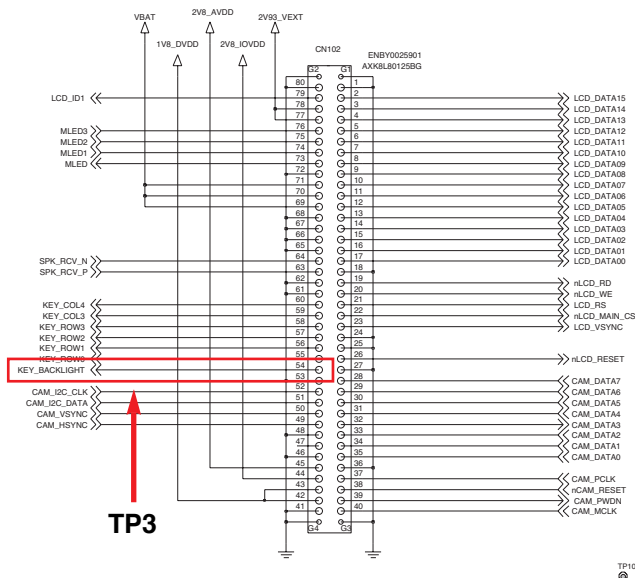 VBAT 2V8_AVDD 2V93_VEXT
1V8_DVDD 2V8_IOVDD
CN102 ENBY0025901
AXK8L80125BG
G2 G1
80 1
LCD_ID1 79 2 LCD_DATA15
78 3 LCD_DATA14
77 4 LCD_DATA13
MLED3 76 5 LCD_DATA12
MLED2 75 6 LCD_DATA11
MLED1 74 7 LCD_DATA10
MLED 73 8 LCD_DATA09
72 9 LCD_DATA08
71 10 LCD_DATA07
70 11 LCD_DATA06
69 12 LCD_DATA05
68 13 LCD_DATA04
67 14 LCD_DATA03
66 15 LCD_DATA02
65 16 LCD_DATA01
SPK_RCV_N 64 17 LCD_DATA00
SPK_RCV_P 63 18
62 19 nLCD_RD
61 20 nLCD_WE
KEY_COL4 60 21 LCD_RS
KEY_COL3 59 22 nLCD_MAIN_CS
KEY_ROW3 58 23 LCD_VSYNC
KEY_ROW2 57 24
KEY_ROW1 56 25
KEY_ROW0 55 26 nLCD_RESET
KEY_BACKLIGHT 54 27
53 28 CAM_DATA7
CAM_I2C_CLK 52 29 CAM_DATA6
CAM_I2C_DATA 51 30 CAM_DATA5
CAM_VSYNC 50 31 CAM_DATA4
CAM_HSYNC 49 32 CAM_DATA3
48 33 CAM_DATA2
47 34 CAM_DATA1
46 35 CAM_DATA0
45 36
44 37 CAM_PCLK
43 38 nCAM_RESET
42 39 CAM_PWDN
41 40 CAM_MCLK
G4 G3
TP3
TP10